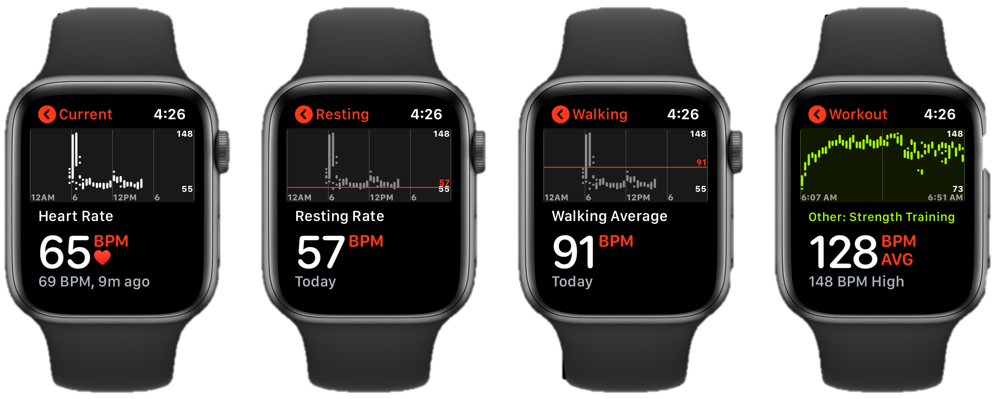 Current 4:26
148
55
12AM 6 12PM 6
Heart Rate
65 BPM
69 BPM, 9m ago
Resting 4:26
148
57
55
12AM 6 12PM 6
Resting Rate
57 BPM
Today
Walking 4:26
148
91
55
12AM 6 12PM 6
Walking Average
91 BPM
Today
Workout 4:26
148
73
6:07 AM 6:51 AM
Other: Strength Training
128 BPM AVG
148 BPM High